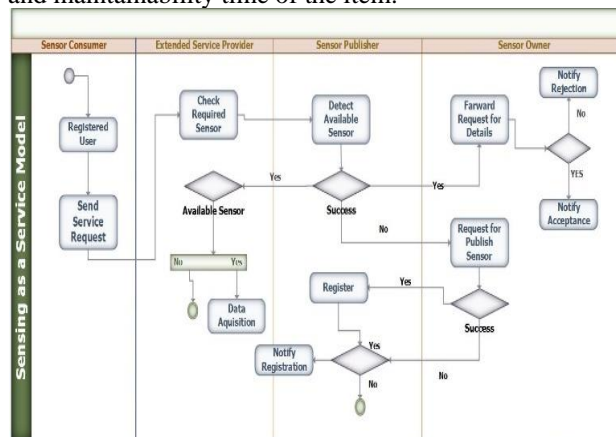 and maintainability time of the item.
Sensor Consumer
Extended Service Provider
Sensor Publisher
Sensor Owner
Sensing as a Service Model
Registered
User
Send
Service
Request
Check
Required
Sensor
Yes
Available Sensor
No
Yes
Data
Aquisition
Detect
Available
Sensor
Success
Yes
No
Register
Yes
Notify
Registration
Yes
No
Farward
Request for
Details
Notify
Rejection
No
YES
Notify
Acceptance
Request for
Publish
Sensor
Success
No